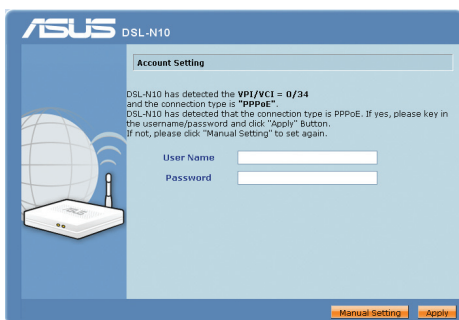 ASUS DSL-N10
Account Setting
DSL-N10 has detected the VPI/VCI = 0/34
and the connection type is "PPPoE".
DSL-N10 has detected that the connection type is PPPoE. If yes, please key in
the username/password and click "Apply" Button.
If not, please click "Manual Setting" to set again.
User Name
Password
ASUS
Manual Setting Apply